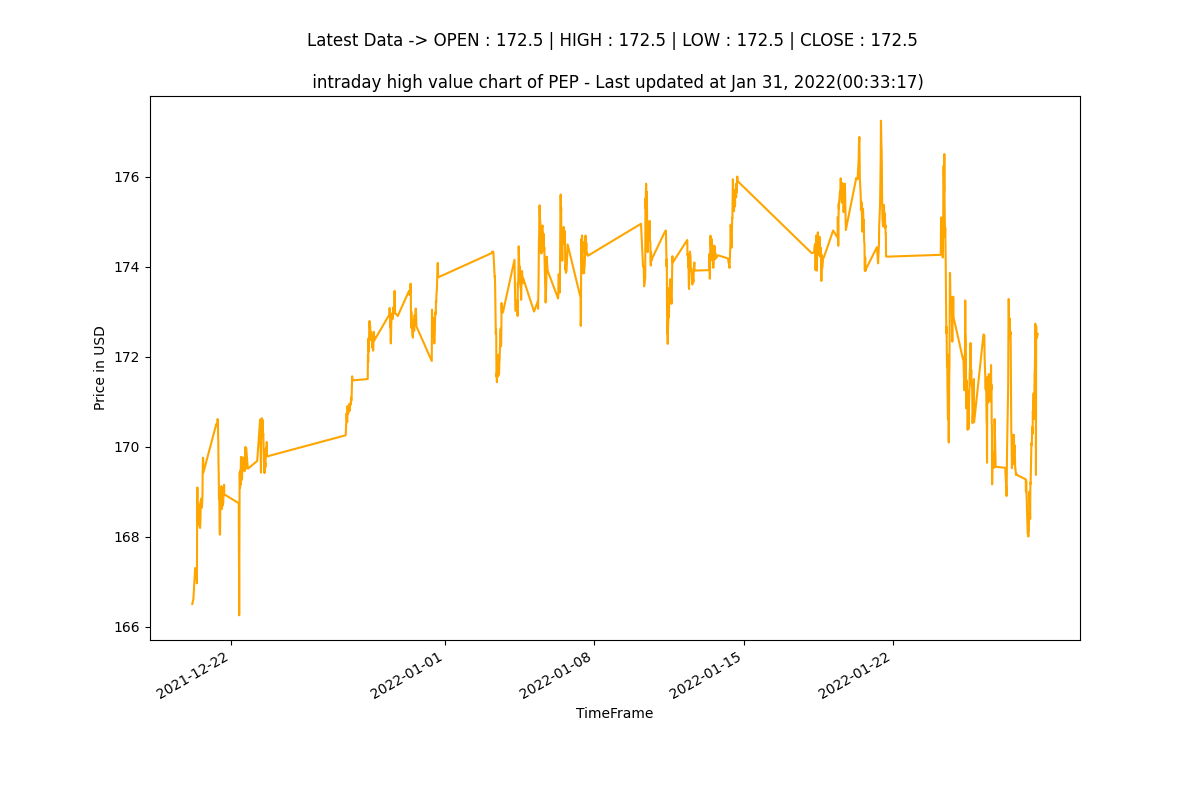 Latest Data -> OPEN : 172.5 | HIGH : 172.5 | LOW : 172.5 | CLOSE : 172.5
intraday high value chart of PEP - Last updated at Jan 31, 2022(00:33:17)
Price in USD
176
174
172
170
168
166
2021-12-22
2022-01-01
2022-01-08
2022-01-15
2022-01-22
TimeFrame